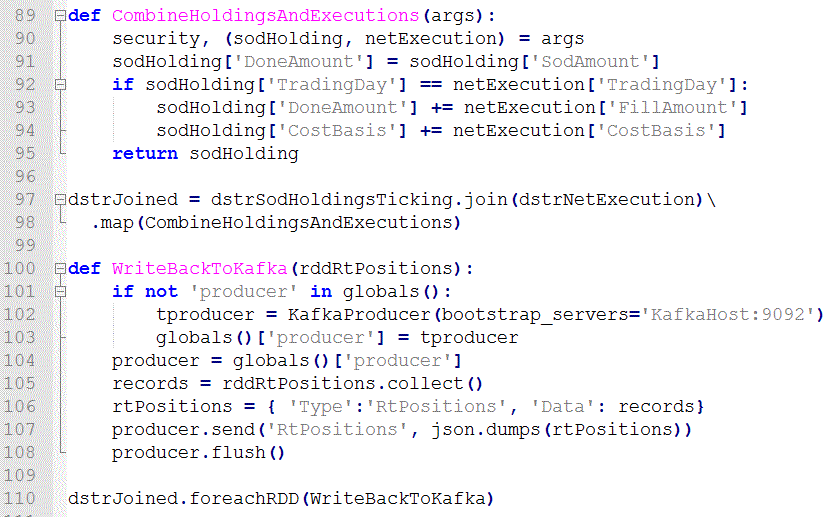 89 def CombineHoldingsAndExecutions(args):
90     security, (sodHolding, netExecution) = args
91     sodHolding['DoneAmount'] = sodHolding['SodAmount']
92     if sodHolding['TradingDay'] == netExecution['TradingDay']:
93         sodHolding['DoneAmount'] += netExecution['FillAmount']
94         sodHolding['CostBasis'] += netExecution['CostBasis']
95     return sodHolding
96
97 dstrJoined = dstrSodHoldingsTicking.join(dstrNetExecution)\
98   .map(CombineHoldingsAndExecutions)
99
100 def WriteBackToKafka(rddRtPositions):
101     if not 'producer' in globals():
102         tproducer = KafkaProducer(bootstrap_servers='KafkaHost:9092')
103         globals()['producer'] = tproducer
104     producer = globals()['producer']
105     records = rddRtPositions.collect()
106     rtPositions = { 'Type':'RtPositions', 'Data': records}
107     producer.send('RtPositions', json.dumps(rtPositions))
108     producer.flush()
109
110 dstrJoined.foreachRDD(WriteBackToKafka)